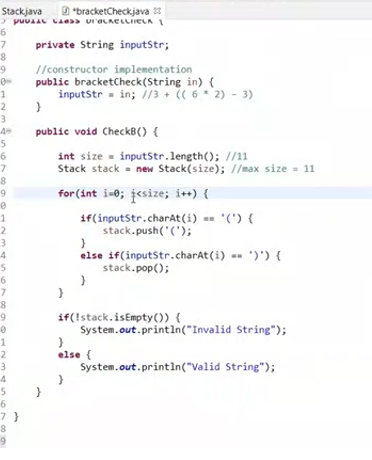 Stack.java *bracketCheck.java
5 public class bracketCheck {
6
7 private String inputStr;
8
9 //constructor implementation
0 public bracketCheck(String in) {
1 inputStr = in; //3 + (( 6 * 2) - 3)
2 }
3
4 public void CheckB() {
5
6 int size = inputStr.length(); //11
7 Stack stack = new Stack(size); //max size = 11
8
9 for(int i=0; i<size; i++) {
0
1 if(inputStr.charAt(i) == '(') {
2 stack.push('(');
3 }
4 else if(inputStr.charAt(i) == ')') {
5 stack.pop();
6 }
7 }
8
9 if(!stack.isEmpty()) {
0 System.out.println("Invalid String");
1 }
2 else {
3 System.out.println("Valid String");
4 }
5 }
6
7 }
8
9